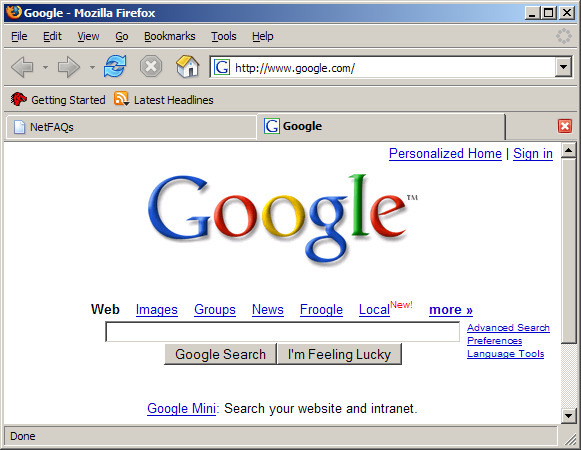 Google - Mozilla Firefox
File Edit View Go Bookmarks Tools Help
G http://www.google.com/
Getting Started Latest Headlines
NetFAQs G Google
Personalized Home | Sign in
Google™
Web Images Groups News Froogle Local New! more »
Advanced Search
Preferences
Language Tools
Google Search I'm Feeling Lucky
Google Mini: Search your website and intranet.
Done